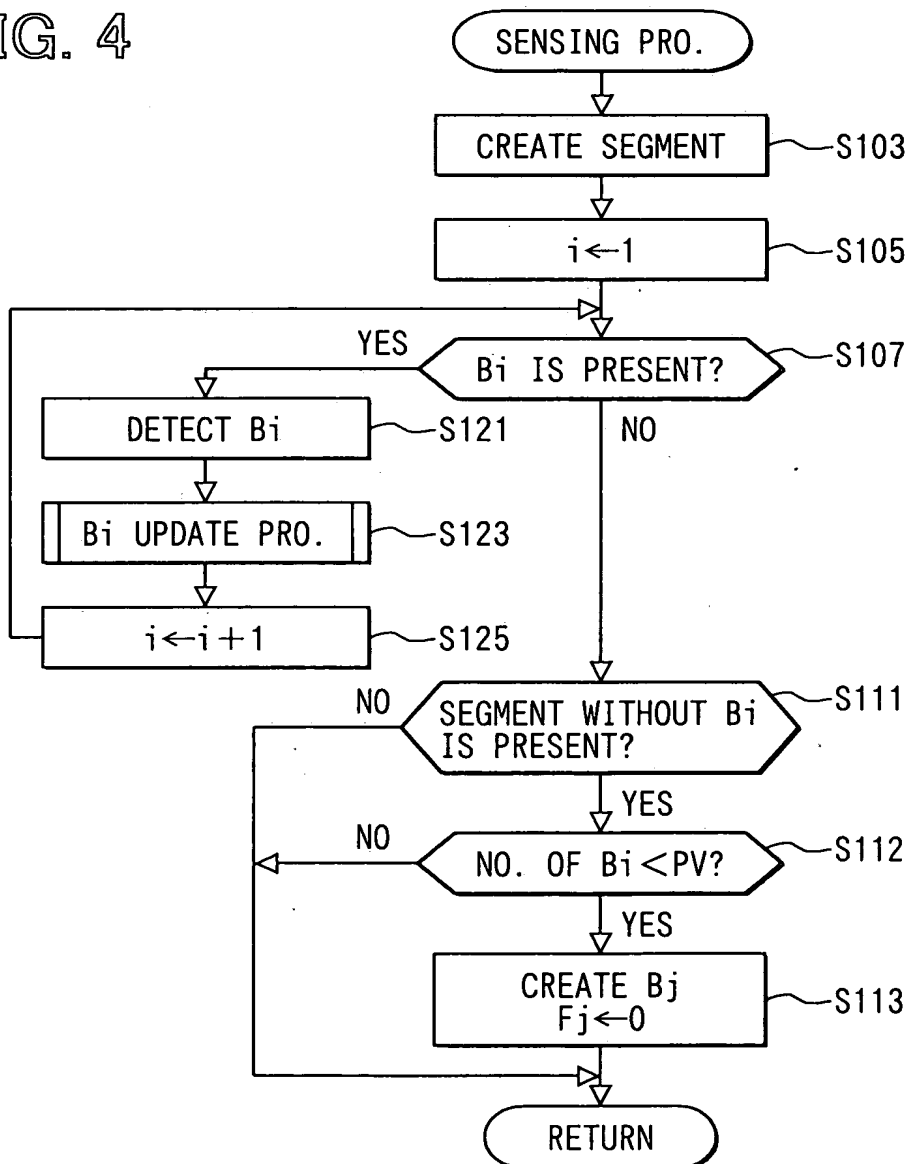 IG. 4
SENSING PRO.
CREATE SEGMENT
S103
i←1
S105
YES
Bi IS PRESENT?
S107
NO
DETECT Bi
S121
Bi UPDATE PRO.
S123
i←i+1
S125
NO
SEGMENT WITHOUT Bi
IS PRESENT?
S111
YES
NO
NO. OF Bi<PV?
S112
YES
CREATE Bj
Fj←0
S113
RETURN